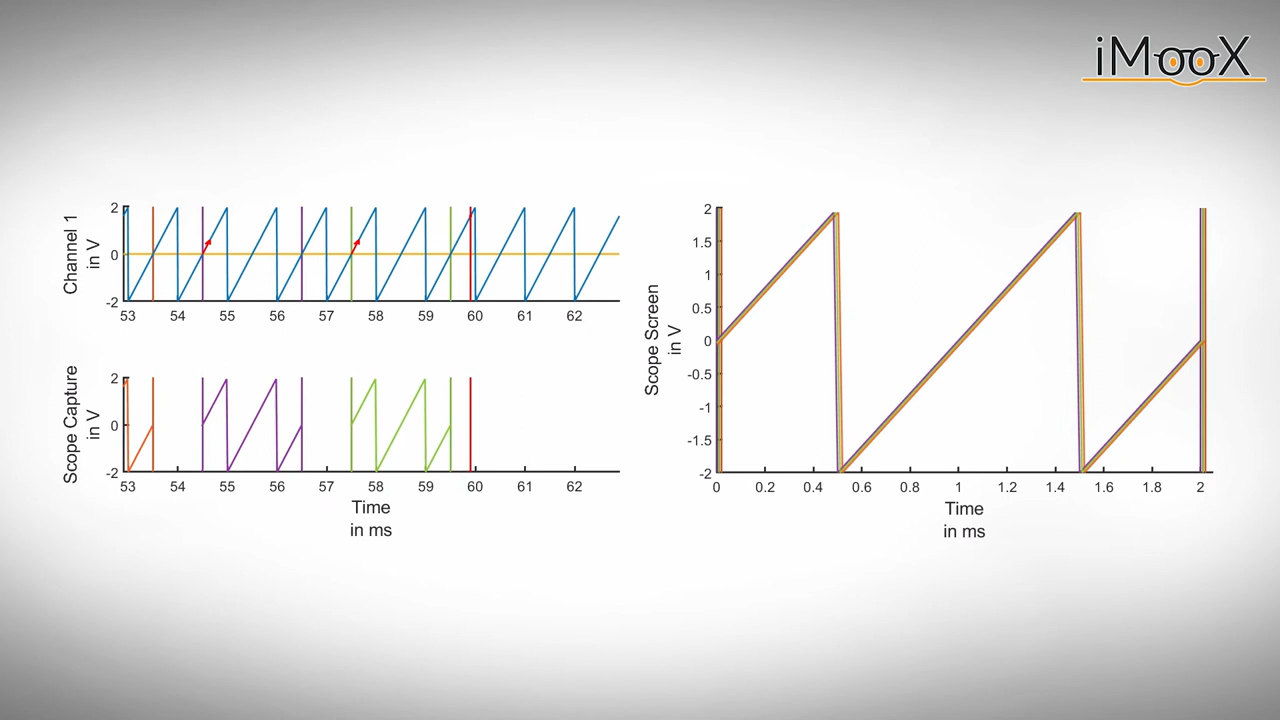 iMooX
Channel 1
in V
2
0
-2
53 54 55 56 57 58 59 60 61 62
Scope Capture
in V
2
0
-2
53 54 55 56 57 58 59 60 61 62
Time
in ms
Scope Screen
in V
2
1.5
1
0.5
0
-0.5
-1
-1.5
-2
0 0.2 0.4 0.6 0.8 1 1.2 1.4 1.6 1.8 2
Time
in ms